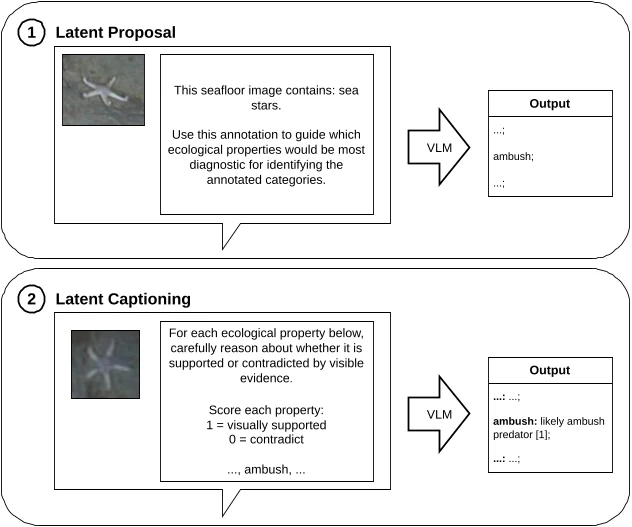 1 Latent Proposal
This seafloor image contains: sea
stars.
Use this annotation to guide which
ecological properties would be most
diagnostic for identifying the
annotated categories.
VLM
Output
...;
ambush;
...;
2 Latent Captioning
For each ecological property below,
carefully reason about whether it is
supported or contradicted by visible
evidence.
Score each property:
1 = visually supported
0 = contradict
..., ambush, ...
VLM
Output
...: ...;
ambush: likely ambush
predator [1];
...: ...;